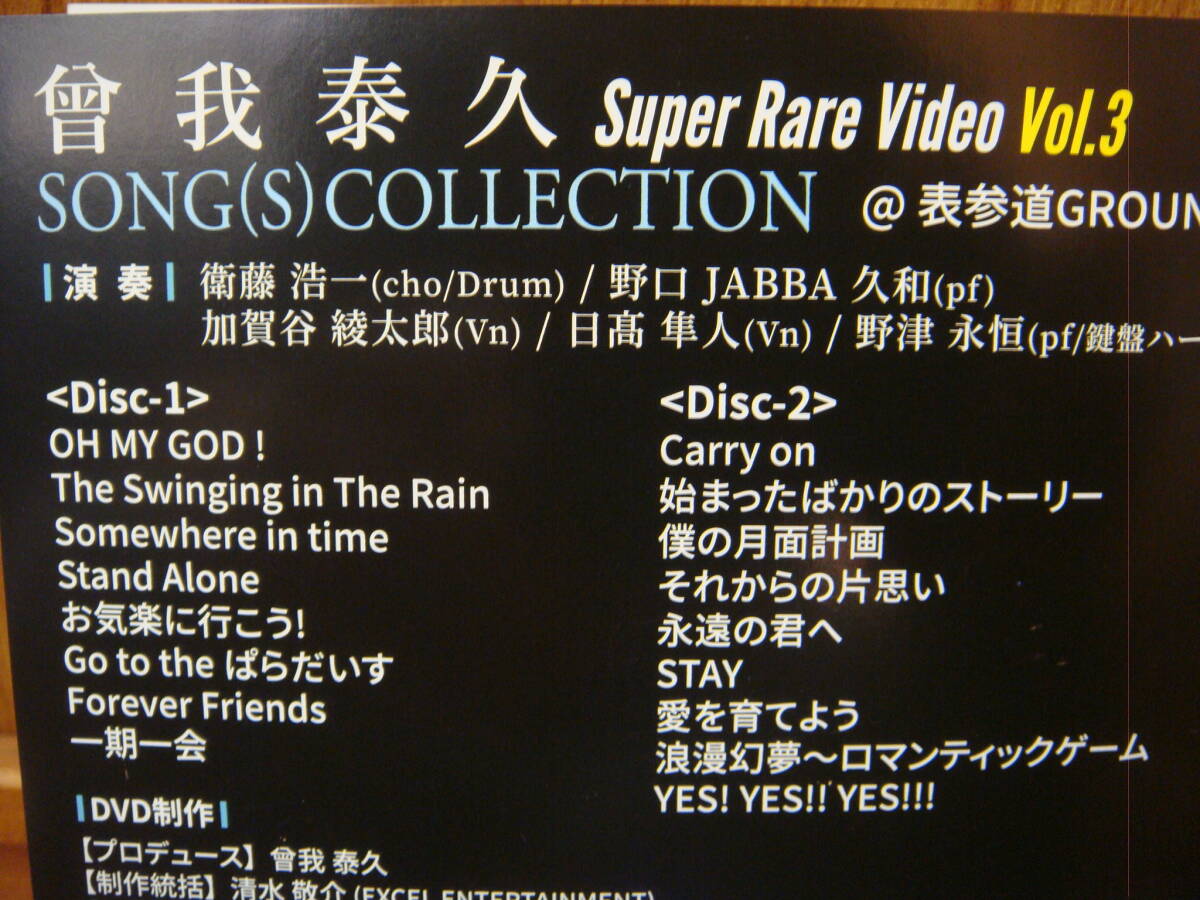 曾我泰久 Super Rare Video Vol.3
SONG(S) COLLECTION @ 表参道GROUN
演奏 衛藤 浩一(cho/Drum) / 野口 JABBA 久和(pf)
加賀谷 綾太郎(Vn) / 日髙 隼人(Vn) / 野津 永恒(pf/鍵盤ハー
<Disc-1>
OH MY GOD !
The Swinging in The Rain
Somewhere in time
Stand Alone
お気楽に行こう!
Go to the ぱらだいす
Forever Friends
一期一会
<Disc-2>
Carry on
始まったばかりのストーリー
僕の月面計画
それからの片思い
永遠の君へ
STAY
愛を育てよう
浪漫幻夢～ロマンティックゲーム
YES! YES!! YES!!!
DVD制作
【プロデュース】曾我 泰久
【制作統括】清水 敬介 (EXCEL ENTERTAINMENT)